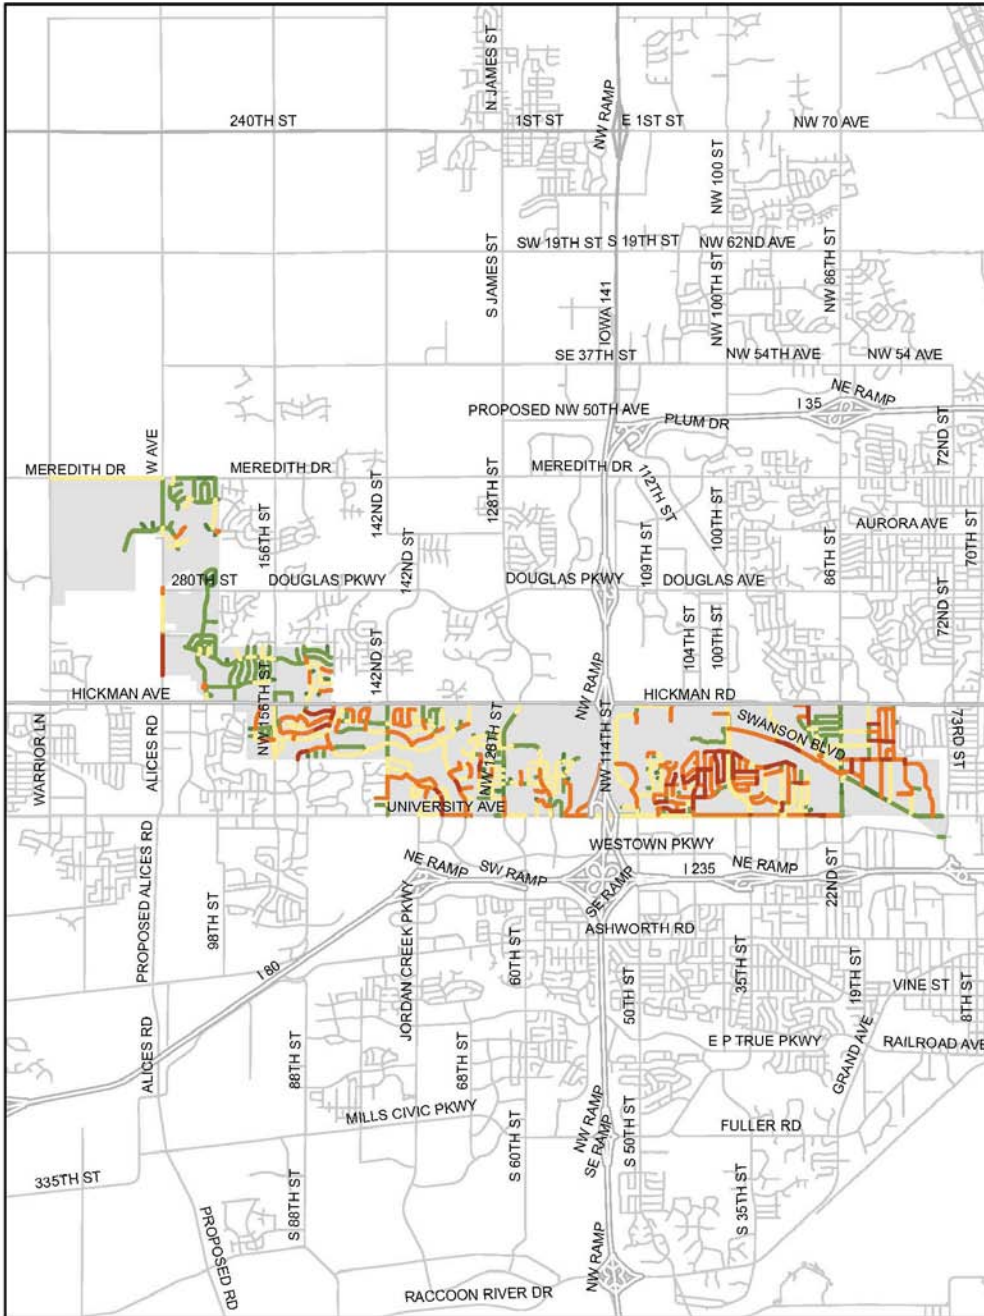 N JAMES ST
240TH ST
1ST ST
NW RAMP
E 1ST ST
NW 70 AVE
NW 100 ST
SW 19TH ST
S 19TH ST
NW 62ND AVE
S JAMES ST
IOWA 141
NW 100TH ST
NW 86TH ST
SE 37TH ST
NW 54TH AVE
NW 54 AVE
NE RAMP
I 35
PROPOSED NW 50TH AVE
PLUM DR
72ND ST
W AVE
MEREDITH DR
MEREDITH DR
MEREDITH DR
156TH ST
142ND ST
128TH ST
112TH ST
100TH ST
AURORA AVE
280TH ST
DOUGLAS PKWY
142ND ST
DOUGLAS PKWY
109TH ST
DOUGLAS AVE
86TH ST
70TH ST
72ND ST
104TH ST
100TH ST
142ND ST
HICKMAN AVE
NW 156TH ST
NW RAMP
HICKMAN RD
WARRIOR LN
ALICES RD
NW 128TH ST
NW 114TH ST
SWANSON BLVD
73RD ST
UNIVERSITY AVE
WESTOWN PKWY
PROPOSED ALICES RD
98TH ST
NE RAMP
SW RAMP
SE RAMP
I 235
NE RAMP
22ND ST
ASHWORTH RD
I 80
JORDAN CREEK PKWY
60TH ST
50TH ST
35TH ST
19TH ST
VINE ST
8TH ST
ALICES RD
88TH ST
68TH ST
E P TRUE PKWY
GRAND AVE
RAILROAD AVE
MILLS CIVIC PKWY
S 60TH ST
NW RAMP
SE RAMP
S 50TH ST
FULLER RD
335TH ST
PROPOSED RD
S 88TH ST
S 35TH ST
NW RAMP
RACCOON RIVER DR